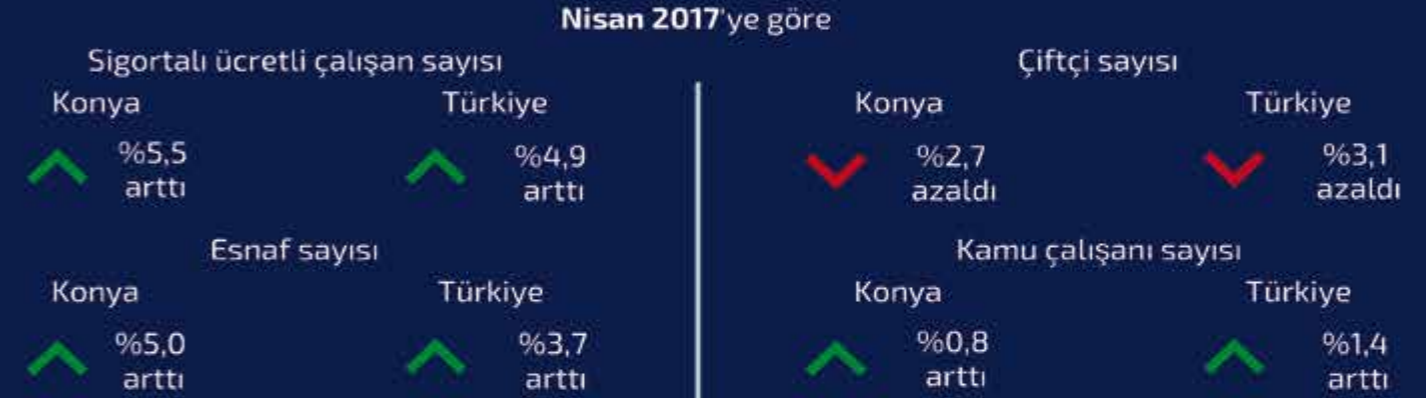 Nisan 2017'ye göre
Sigortalı ücretli çalışan sayısı
Konya Türkiye
%5,5 arttı
%4,9 arttı
Esnaf sayısı
Konya Türkiye
%5,0 arttı
%3,7 arttı
Çiftçi sayısı
Konya Türkiye
%2,7 azaldı
%3,1 azaldı
Kamu çalışanı sayısı
Konya Türkiye
%0,8 arttı
%1,4 arttı